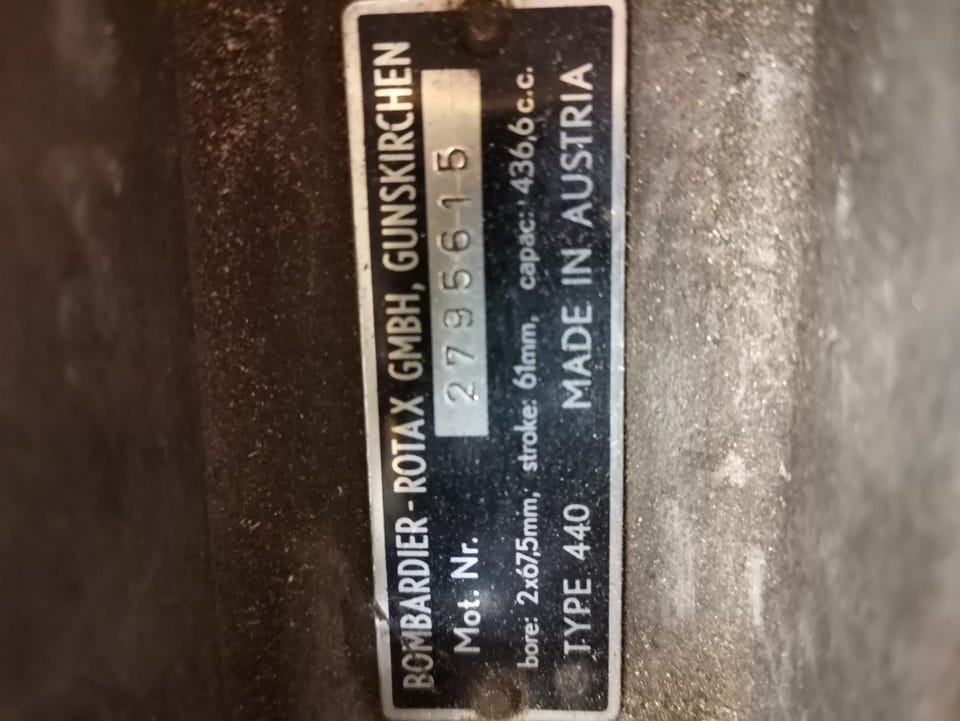 BOMBARDIER-ROTAX GMBH, GUNSKIRCHEN
Mot. Nr. 2795615
bore: 2x67,5mm, stroke: 61mm, capac: 436,6 c.c.
TYPE 440 MADE IN AUSTRIA